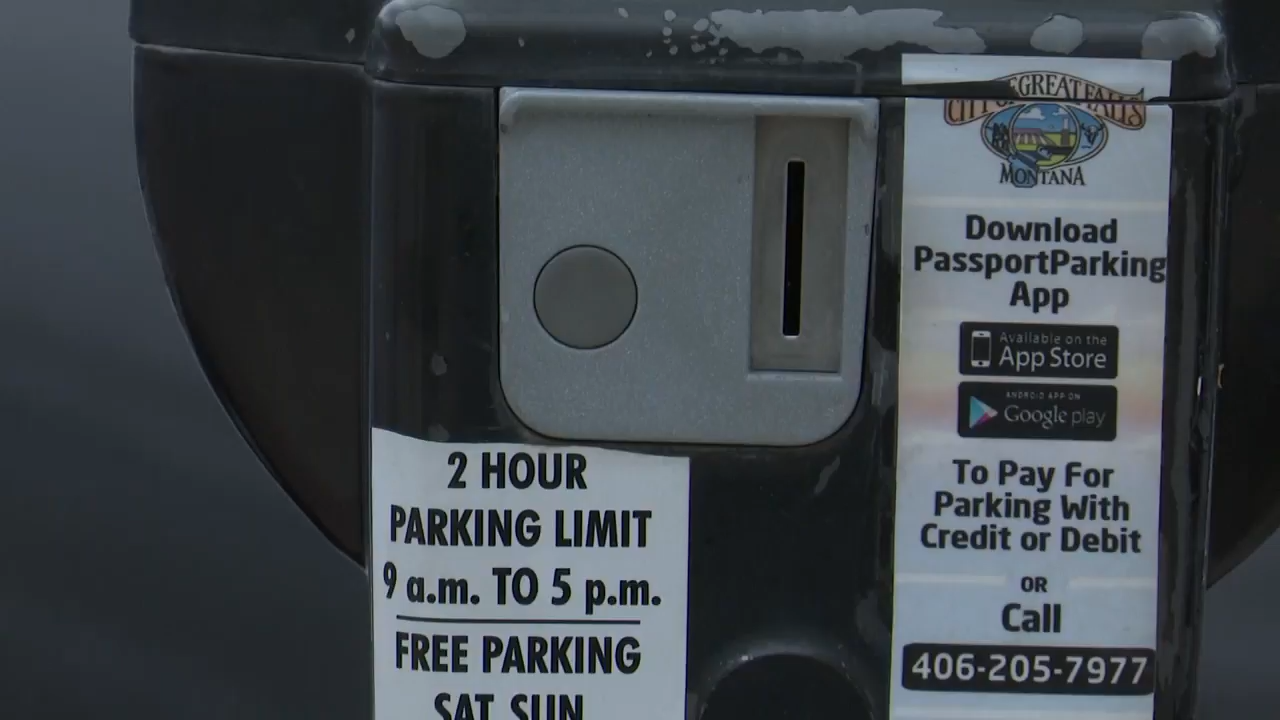 2 HOUR
PARKING LIMIT
9 a.m. TO 5 p.m.
FREE PARKING
SAT. SUN.
CITY OF GREAT FALLS
MONTANA
Download
PassportParking
App
Available on the
App Store
ANDROID APP ON
Google play
To Pay For
Parking With
Credit or Debit
OR
Call
406-205-7977